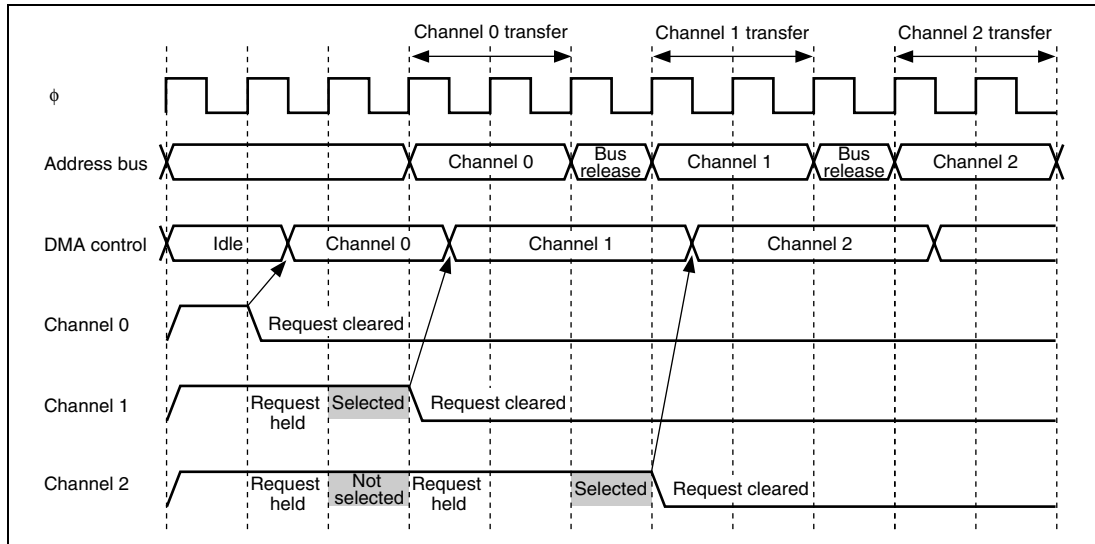 Channel 0 transfer Channel 1 transfer Channel 2 transfer
ϕ
Address bus Channel 0 Bus release Channel 1 Bus release Channel 2
DMA control Idle Channel 0 Channel 1 Channel 2
Channel 0 Request cleared
Channel 1 Request held Selected Request cleared
Channel 2 Request held Not selected Request held Selected Request cleared